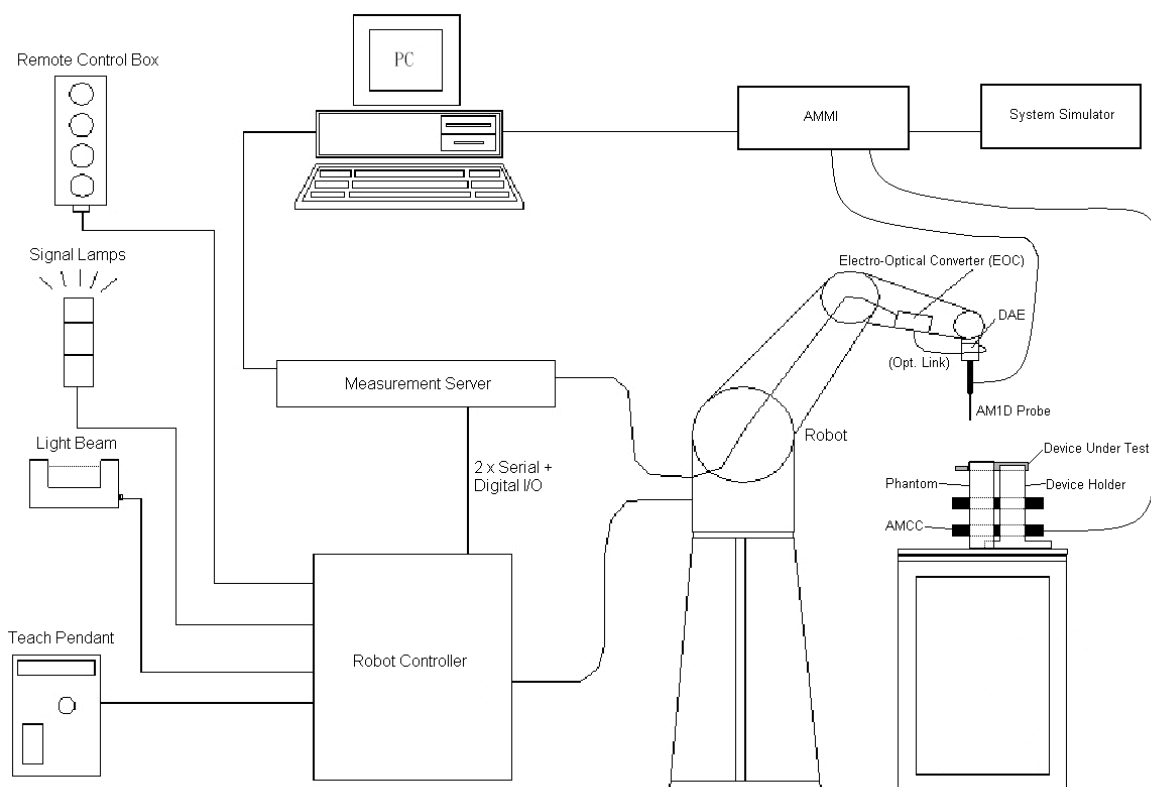 Remote Control Box
PC
AMMI
System Simulator
Signal Lamps
Electro-Optical Converter (EOC)
DAE
(Opt. Link)
Measurement Server
AM1D Probe
Light Beam
Robot
2 x Serial +
Digital I/O
Device Under Test
Phantom
Device Holder
AMCC
Teach Pendant
Robot Controller